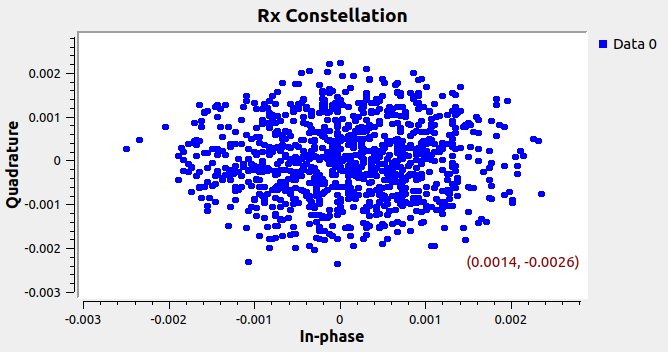 Rx Constellation
Data 0
Quadrature
0.002
0.001
0
-0.001
-0.002
-0.003
(0.0014, -0.0026)
-0.003 -0.002 -0.001 0 0.001 0.002
In-phase